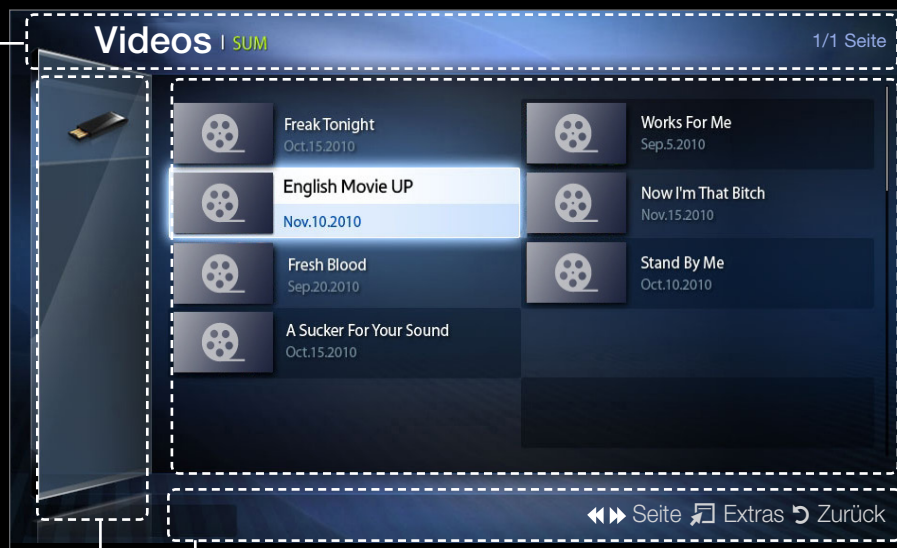 Videos | SUM
1/1 Seite
Freak Tonight
Oct.15.2010
English Movie UP
Nov.10.2010
Fresh Blood
Sep.20.2010
A Sucker For Your Sound
Oct.15.2010
Works For Me
Sep.5.2010
Now I'm That Bitch
Nov.15.2010
Stand By Me
Oct.10.2010
Seite Extras Zurück